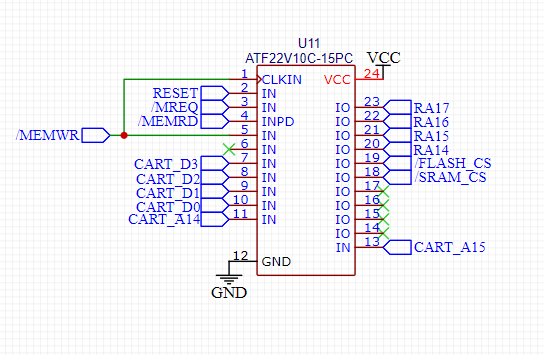 U11
ATF22V10C-15PC
VCC
1 CLKIN VCC 24
RESET 2 IN
/MREQ 3 IN IO 23 RA17
/MEMRD 4 INPD IO 22 RA16
/MEMWR 5 IN IO 21 RA15
6 IN IO 20 RA14
CART_D3 7 IN IO 19 /FLASH_CS
CART_D2 8 IN IO 18 /SRAM_CS
CART_D1 9 IN IO 17
CART_D0 10 IN IO 16
CART_A14 11 IN IO 15
IO 14
IN 13 CART_A15
12 GND
GND